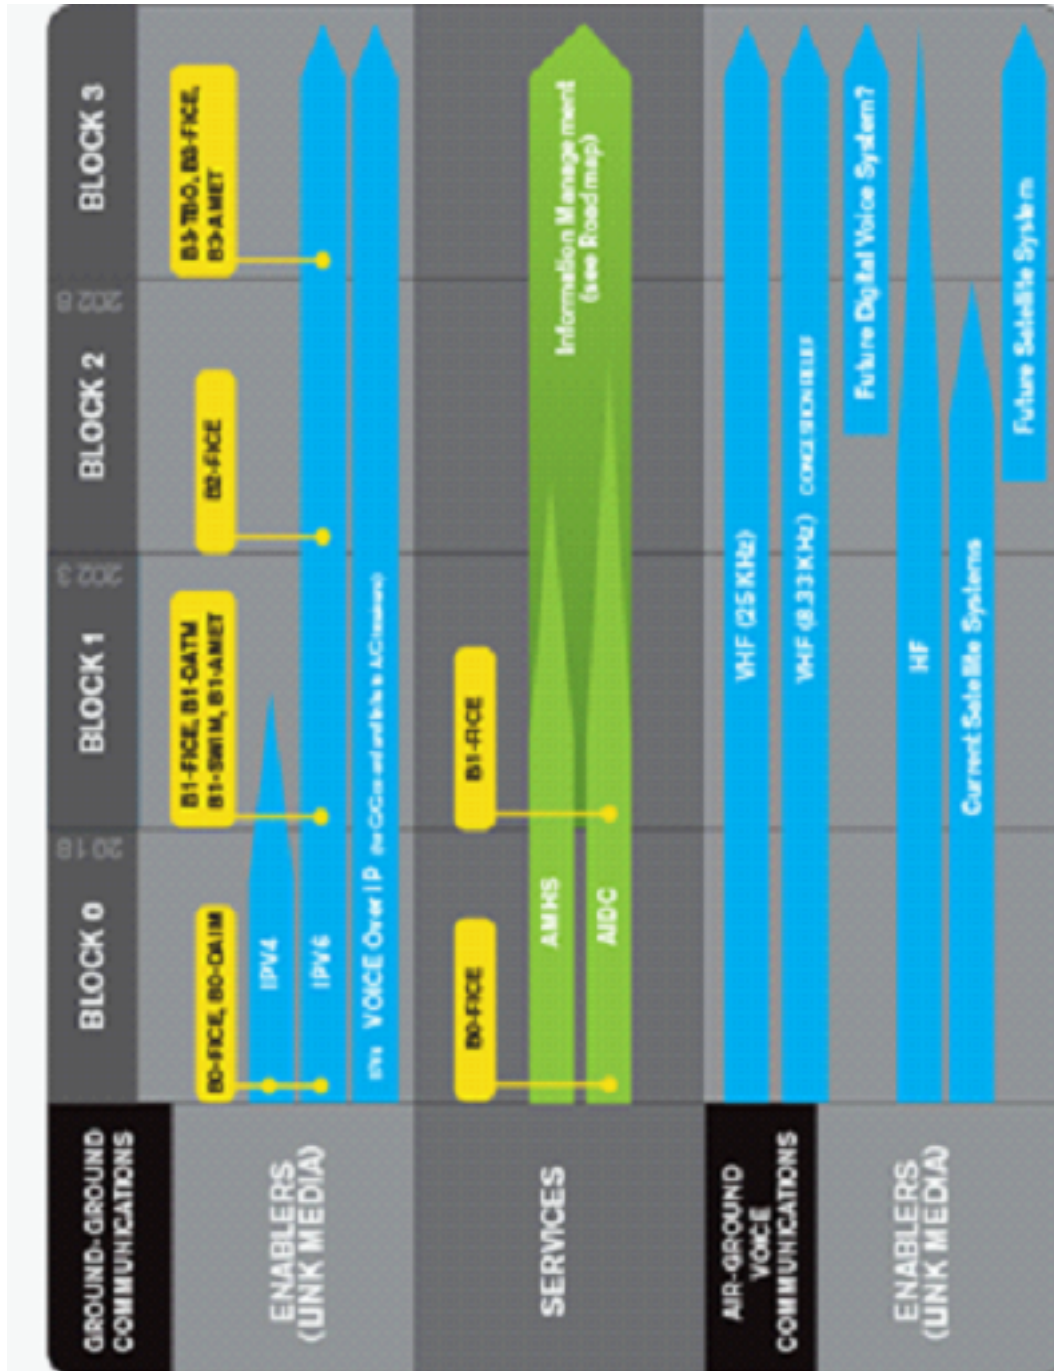 GROUND-GROUND
COMMUNICATIONS
BLOCK 0
2018
BLOCK 1
2023
BLOCK 2
2028
BLOCK 3
ENABLERS
(LINK MEDIA)
B0-FICE, B0-DAIM
B1-FICE, B1-DATM
B1-SWIM, B1-AMET
B2-FICE
B3-TBO, B3-FICE,
B3-AMET
IPV4
IPV6
VOICE Over IP
SERVICES
B0-FICE
B1-FICE
AMHS
AIDC
Information Management
(see Roadmap)
AIR-GROUND
VOICE
COMMUNICATIONS
ENABLERS
(LINK MEDIA)
VHF (25 KHz)
VHF (8.33 KHz) CONGESTION RELIEF
Future Digital Voice System?
HF
Current Satellite Systems
Future Satellite System